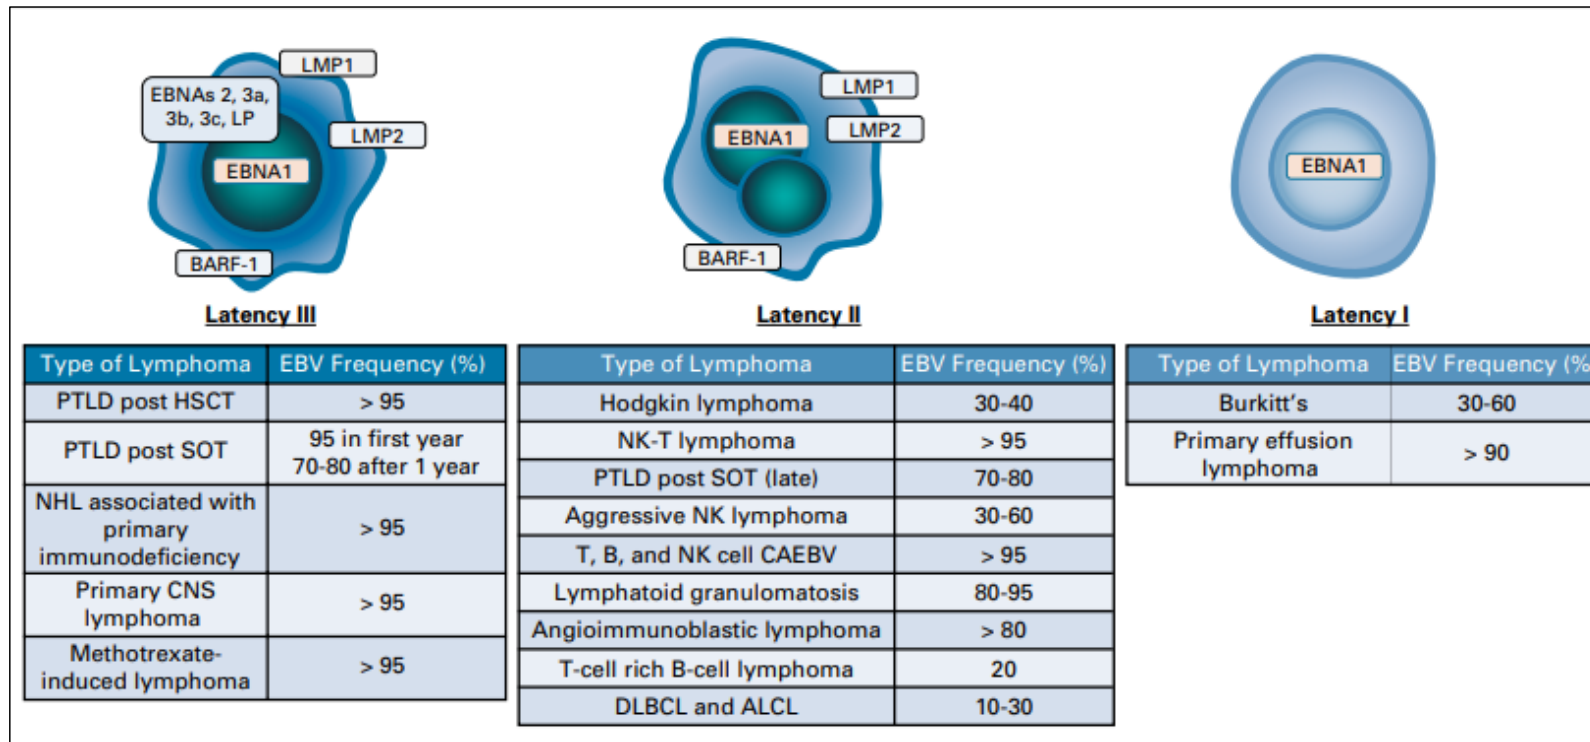 LMP1
EBNAs 2, 3a,
3b, 3c, LP
LMP2
EBNA1
BARF-1
Latency III
Type of Lymphoma EBV Frequency (%)
PTLD post HSCT > 95
PTLD post SOT 95 in first year
70-80 after 1 year
NHL associated with
primary
immunodeficiency > 95
Primary CNS
lymphoma > 95
Methotrexate-
induced lymphoma > 95
LMP1
LMP2
EBNA1
BARF-1
Latency II
Type of Lymphoma EBV Frequency (%)
Hodgkin lymphoma 30-40
NK-T lymphoma > 95
PTLD post SOT (late) 70-80
Aggressive NK lymphoma 30-60
T, B, and NK cell CAEBV > 95
Lymphatoid granulomatosis 80-95
Angioimmunoblastic lymphoma > 80
T-cell rich B-cell lymphoma 20
DLBCL and ALCL 10-30
EBNA1
Latency I
Type of Lymphoma EBV Frequency (%
Burkitt's 30-60
Primary effusion
lymphoma > 90